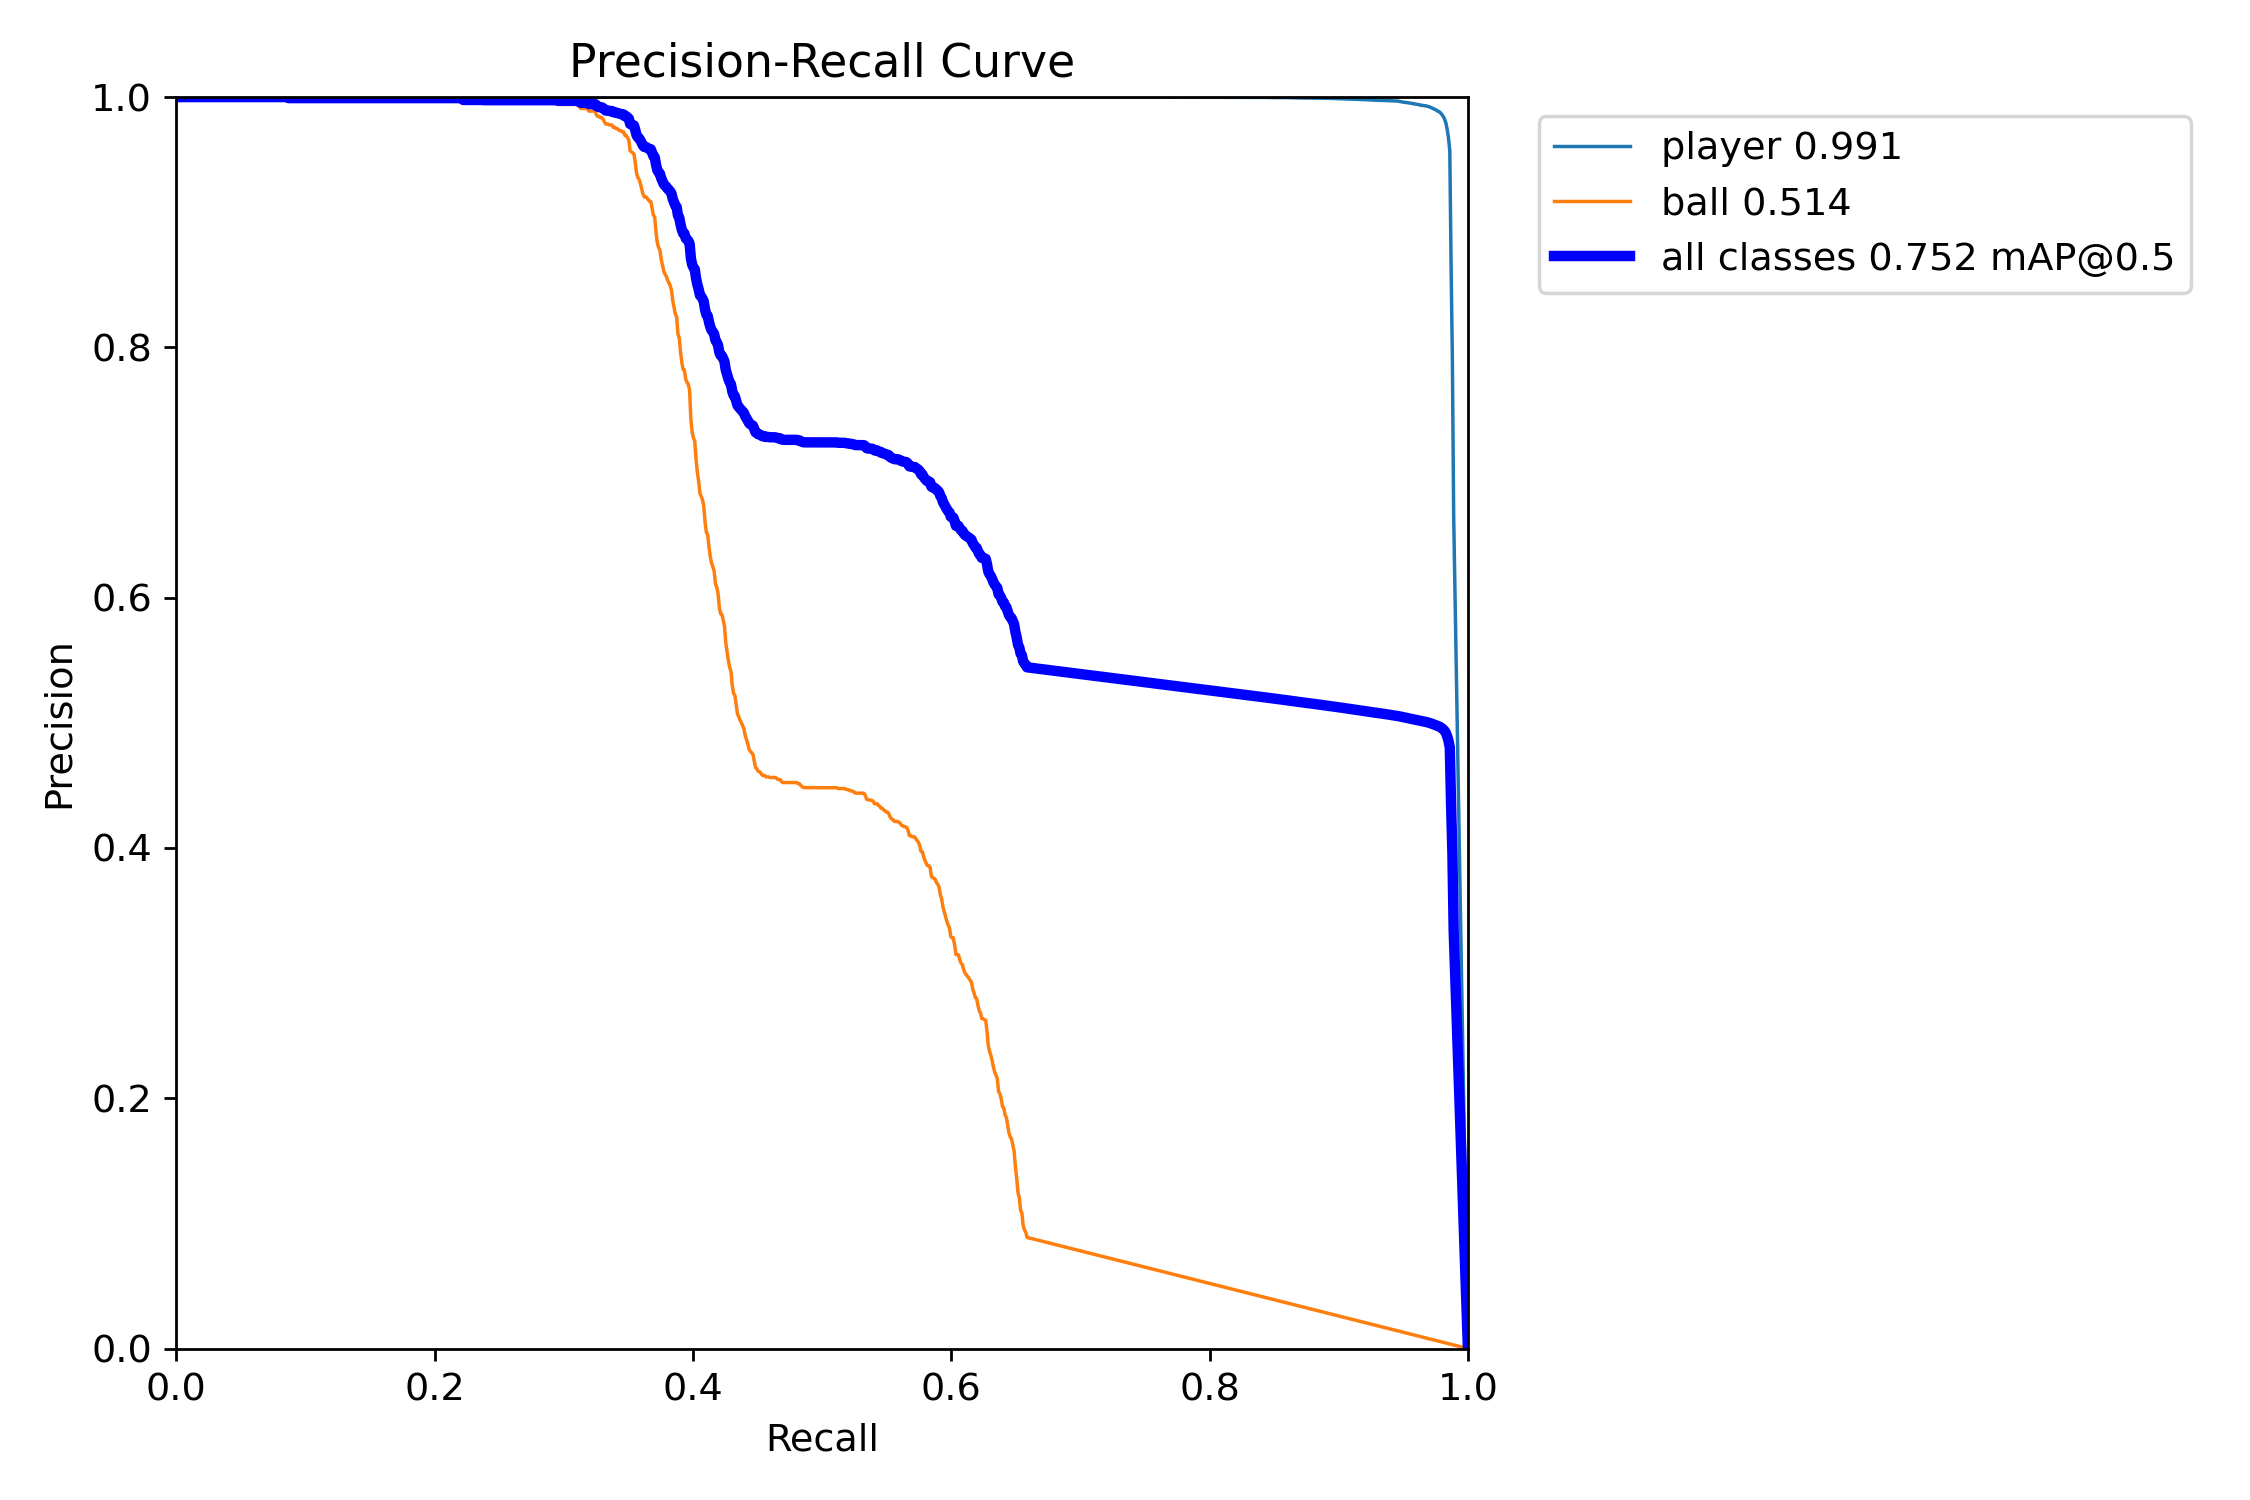 Precision-Recall Curve
player 0.991
ball 0.514
all classes 0.752 mAP@0.5
Precision
1.0
0.8
0.6
0.4
0.2
0.0
0.0 0.2 0.4 0.6 0.8 1.0
Recall